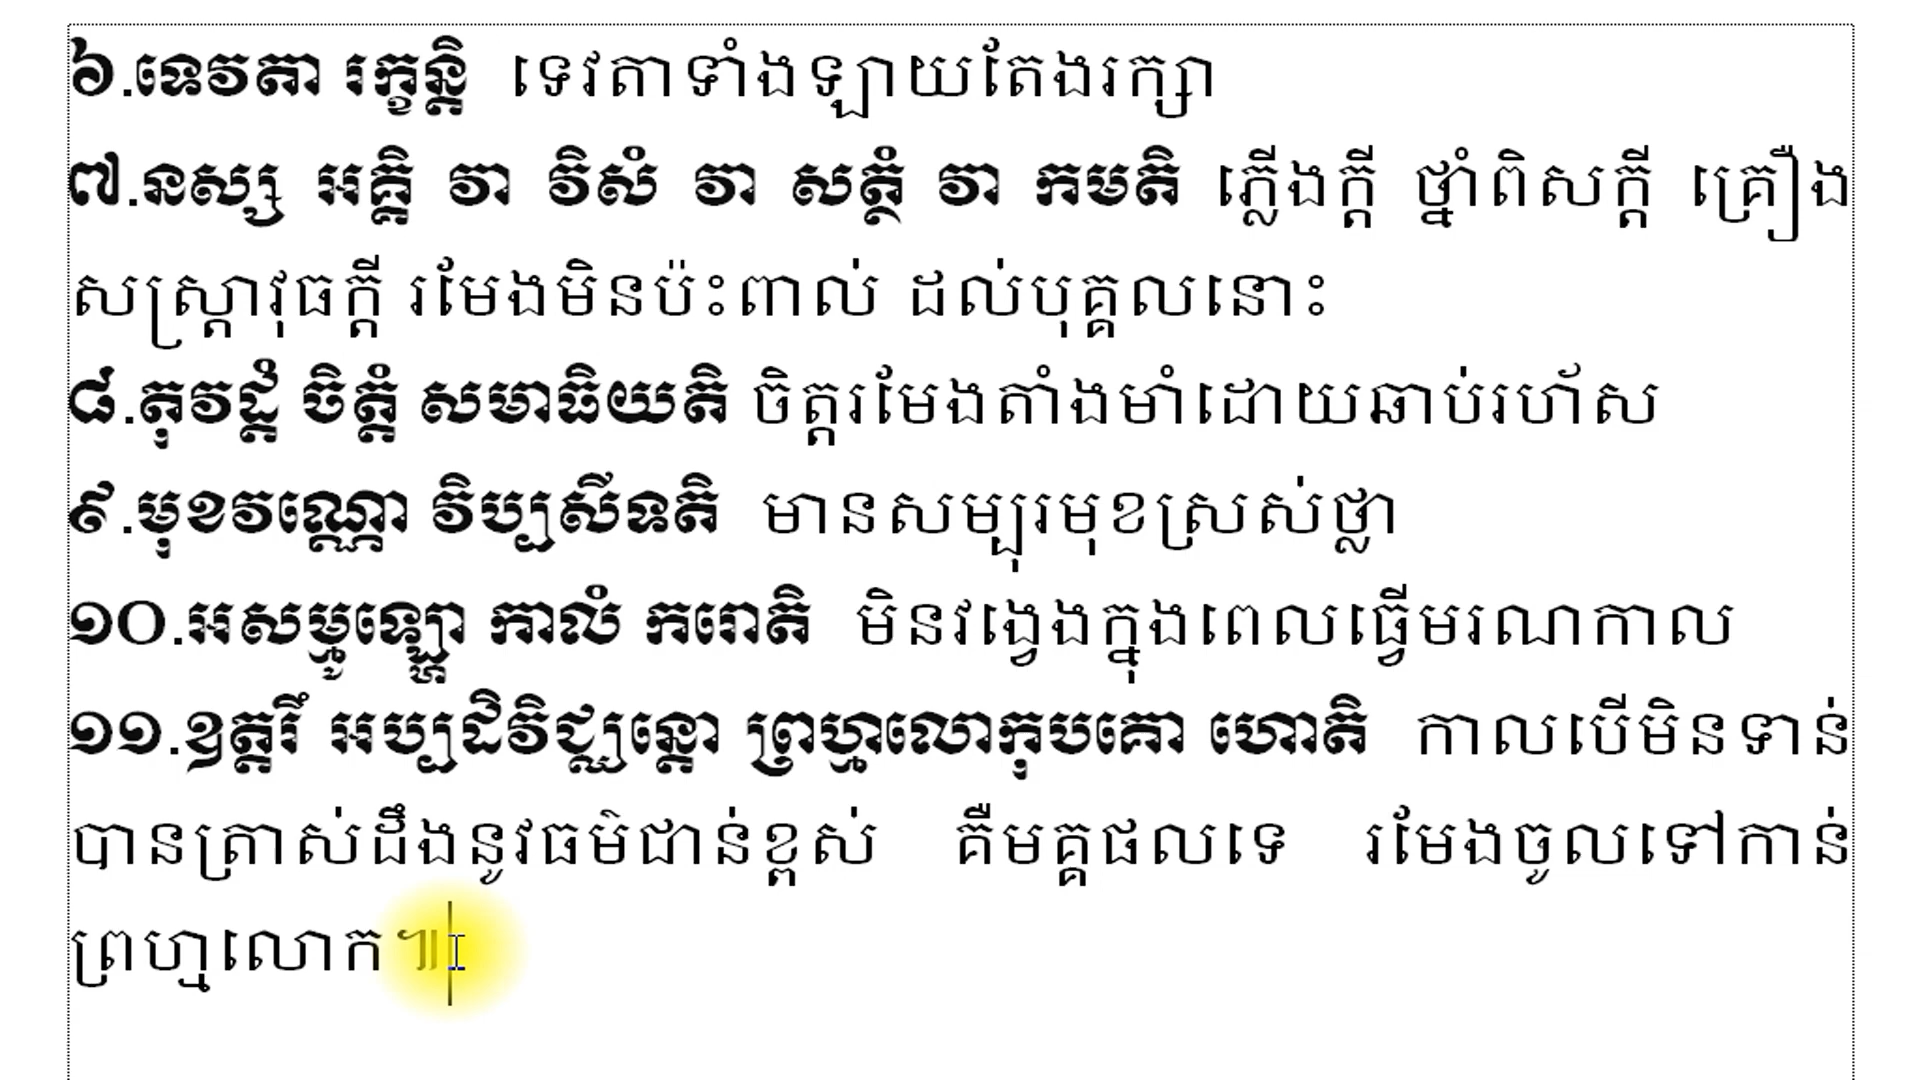 ៦.ទេវតា រក្ខន្តិ ទេវតាទាំងឡាយតែងរក្សា
៧.នស្ស អគ្គិ វា វិសំ វា សត្ថំ វា កមតិ ភ្លើងក្តី ថ្នាំពិសក្តី គ្រឿង
សស្ត្រាវុធក្តី រមែងមិនប៉ះពាល់ ដល់បុគ្គលនោះ
៨.តុវដ្តំ ចិត្តំ សមាធិយតិ ចិត្តរមែងតាំងមាំដោយឆាប់រហ័ស
៩.មុខវណ្ណោ វិប្បសីទតិ មានសម្បុរមុខស្រស់ថ្លា
១០.អសម្មូឡ្ហោ កាលំ ករោតិ មិនវង្វេងក្នុងពេលធ្វើមរណកាល
១១.ឧត្តរិំ អប្បដិវិជ្ឈន្តោ ព្រហ្មលោកុបគោ ហោតិ កាលបើមិនទាន់
បានត្រាស់ដឹងនូវធម៌ជាន់ខ្ពស់ គឺមគ្គផលទេ រមែងចូលទៅកាន់
ព្រហ្មលោក៕